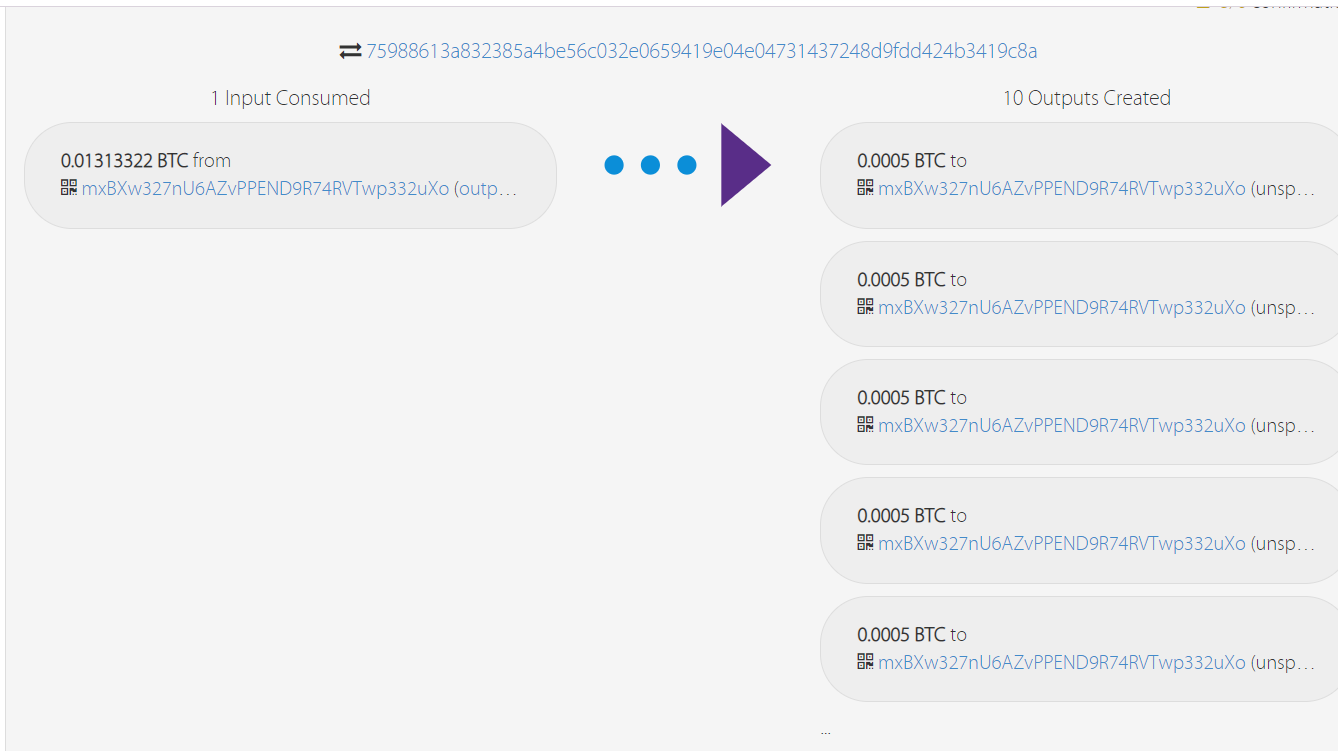 75988613a832385a4be56c032e0659419e04e04731437248d9fdd424b3419c8a
1 Input Consumed
10 Outputs Created
0.01313322 BTC from
mxBXw327nU6AZvPPEND9R74RVTwp332uXo (outp...
0.0005 BTC to
mxBXw327nU6AZvPPEND9R74RVTwp332uXo (unsp...
0.0005 BTC to
mxBXw327nU6AZvPPEND9R74RVTwp332uXo (unsp...
0.0005 BTC to
mxBXw327nU6AZvPPEND9R74RVTwp332uXo (unsp...
0.0005 BTC to
mxBXw327nU6AZvPPEND9R74RVTwp332uXo (unsp...
0.0005 BTC to
mxBXw327nU6AZvPPEND9R74RVTwp332uXo (unsp...
...